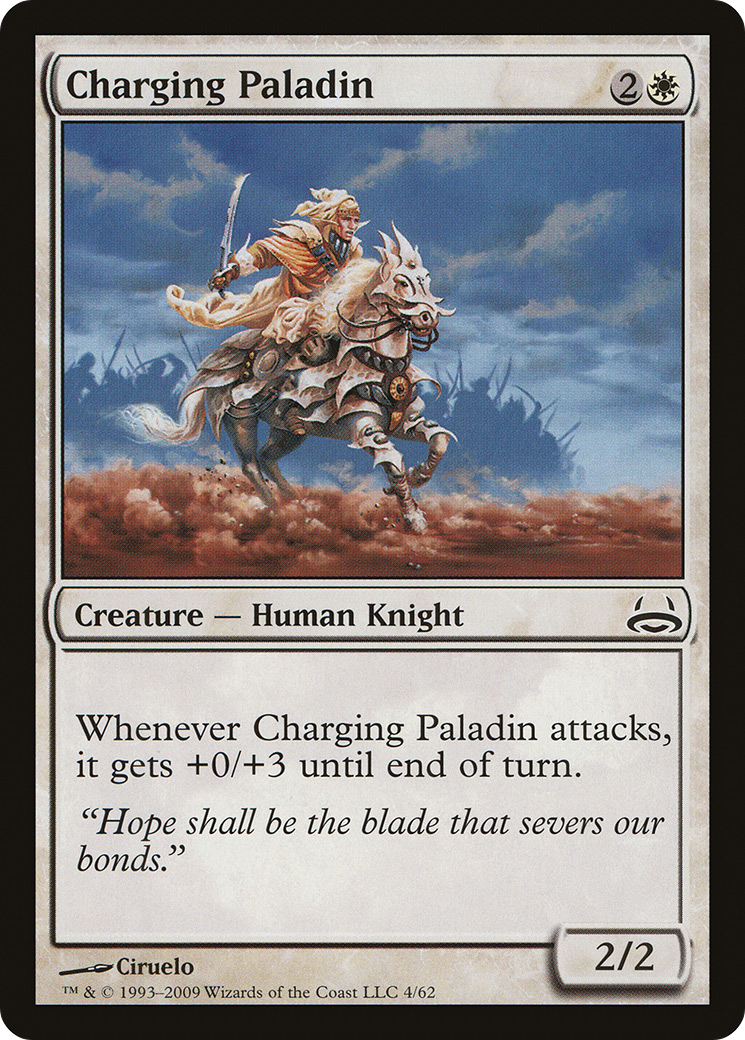 Charging Paladin 2
Creature — Human Knight
Whenever Charging Paladin attacks,
it gets +0/+3 until end of turn.
“Hope shall be the blade that severs our
bonds.”
2/2
Ciruelo
™ & © 1993–2009 Wizards of the Coast LLC 4/62